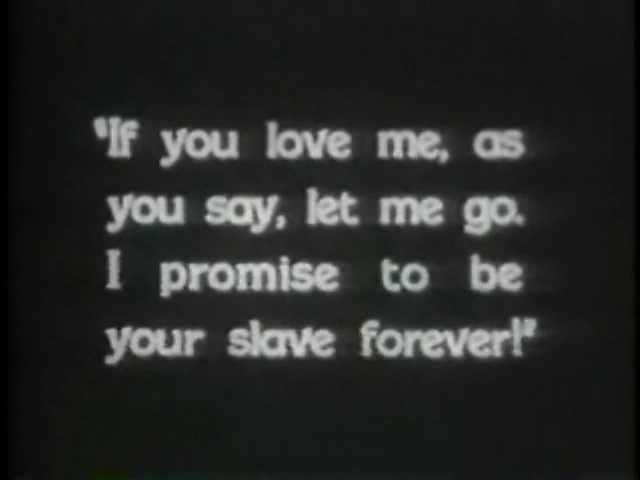 "If you love me, as
you say, let me go.
I promise to be
your slave forever!"